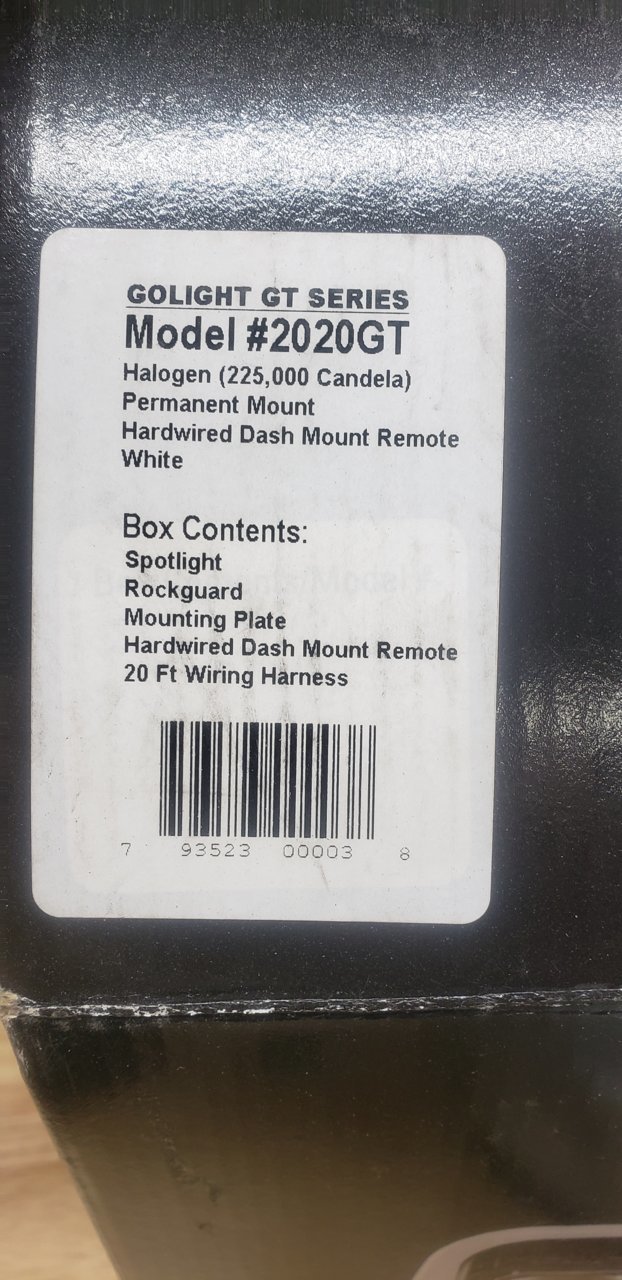 GOLIGHT GT SERIES
Model #2020GT
Halogen (225,000 Candela)
Permanent Mount
Hardwired Dash Mount Remote
White
Box Contents:
Spotlight
Rockguard
Mounting Plate
Hardwired Dash Mount Remote
20 Ft Wiring Harness
7 93523 00003 8